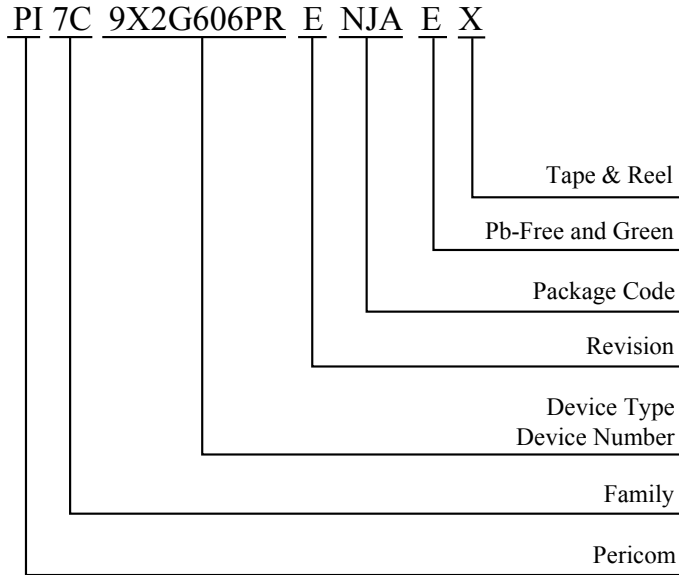 PI 7C 9X2G606PR E NJA E X
Tape & Reel
Pb-Free and Green
Package Code
Revision
Device Type
Device Number
Family
Pericom